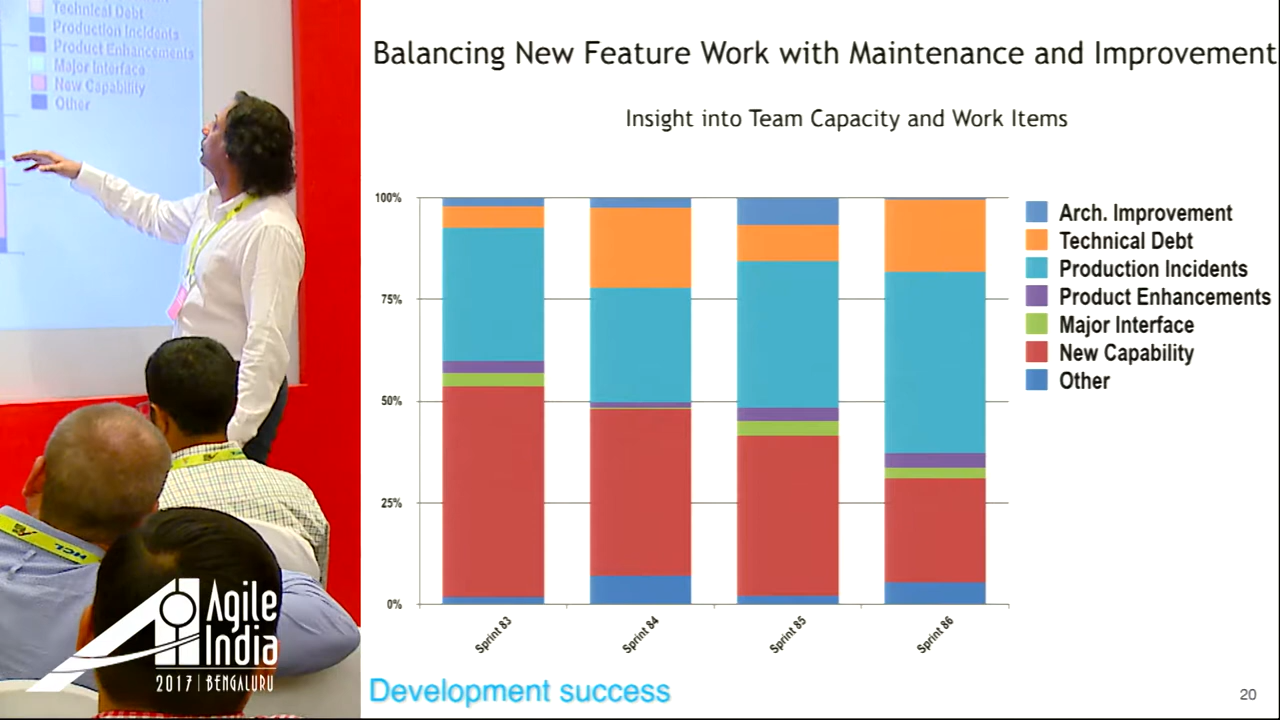 Technical Debt
Production Incidents
Product Enhancements
Major Interface
New Capability
Other
HCL
Agile
India
2017 | BENGALURU
Balancing New Feature Work with Maintenance and Improvement
Insight into Team Capacity and Work Items
100%
75%
50%
25%
0%
Sprint 83
Sprint 84
Sprint 85
Sprint 86
Arch. Improvement
Technical Debt
Production Incidents
Product Enhancements
Major Interface
New Capability
Other
Development success
20